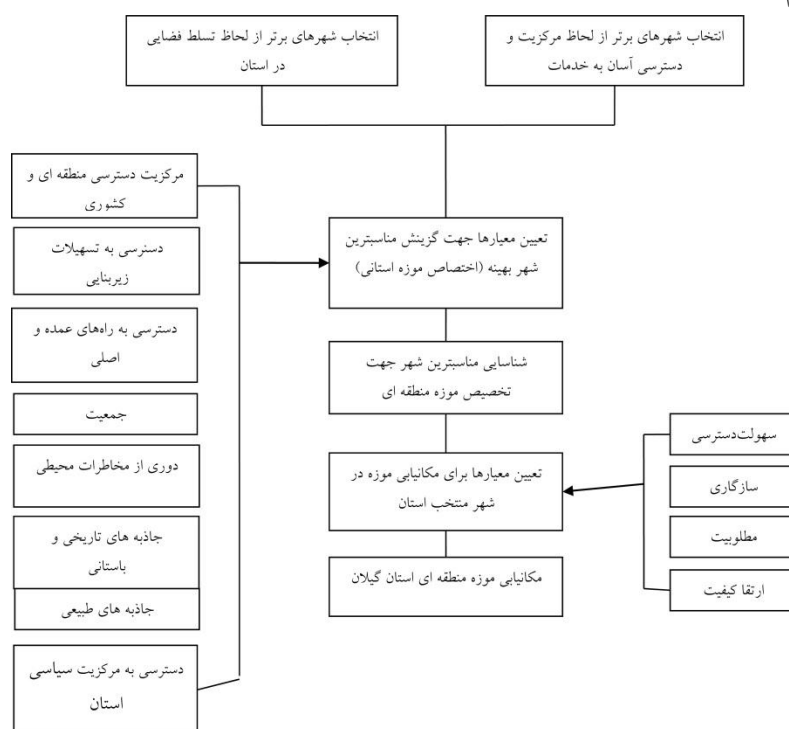 انتخاب شهرهای برتر از لحاظ مرکزیت و
دسترسی آسان به خدمات
انتخاب شهرهای برتر از لحاظ تسلط فضایی
در استان
تعیین معیارها جهت گزینش مناسبترین
شهر بهینه (اختصاص موزه استانی)
شناسایی مناسبترین شهر جهت
تخصیص موزه منطقه ای
تعیین معیارها برای مکانیابی موزه در
شهر منتخب استان
مکانیابی موزه منطقه ای استان گیلان
سهولت‌دسترسی
سازگاری
مطلوبیت
ارتقا کیفیت
مرکزیت دسترسی منطقه ای و
کشوری
دسترسی به تسهیلات
زیربنایی
دسترسی به راه‌های عمده و
اصلی
جمعیت
دوری از مخاطرات محیطی
جاذبه های تاریخی و
باستانی
جاذبه های طبیعی
دسترسی به مرکزیت سیاسی
استان